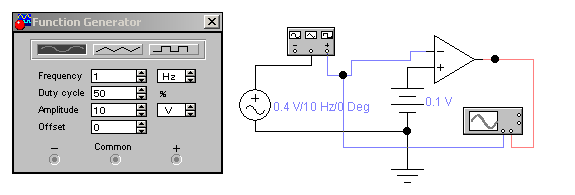 Function Generator
Frequency 1 Hz
Duty cycle 50 %
Amplitude 10 V
Offset 0
− Common +
0.4 V/10 Hz/0 Deg
0.1 V